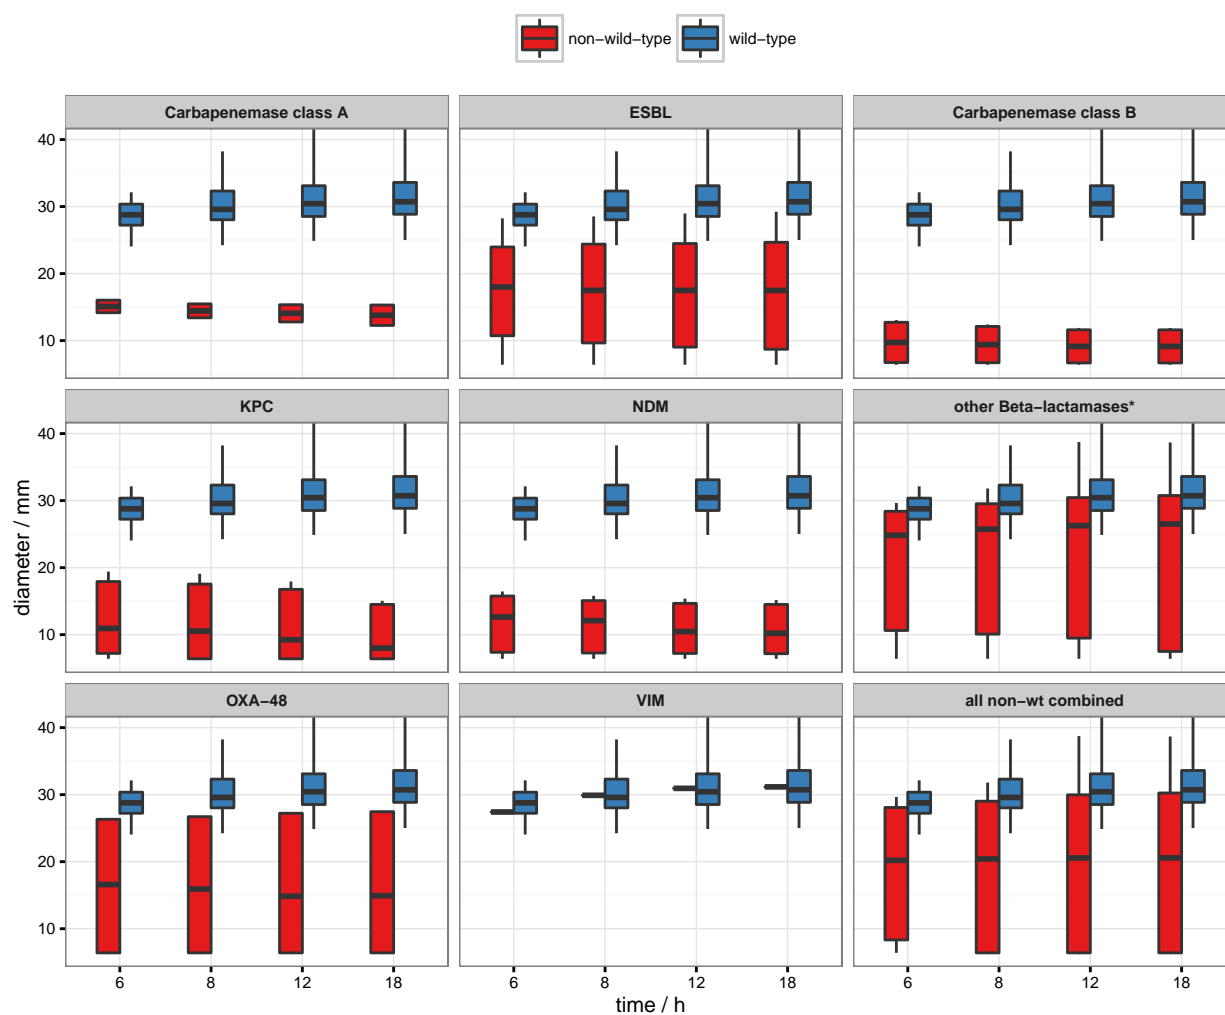 non-wild-type wild-type
Carbapenemase class A ESBL Carbapenemase class B
40
30
20
10
KPC NDM other Beta-lactamases*
40
30
20
10
diameter / mm
OXA-48 VIM all non-wt combined
40
30
20
10
6 8 12 18 6 8 12 18 6 8 12 18
time / h